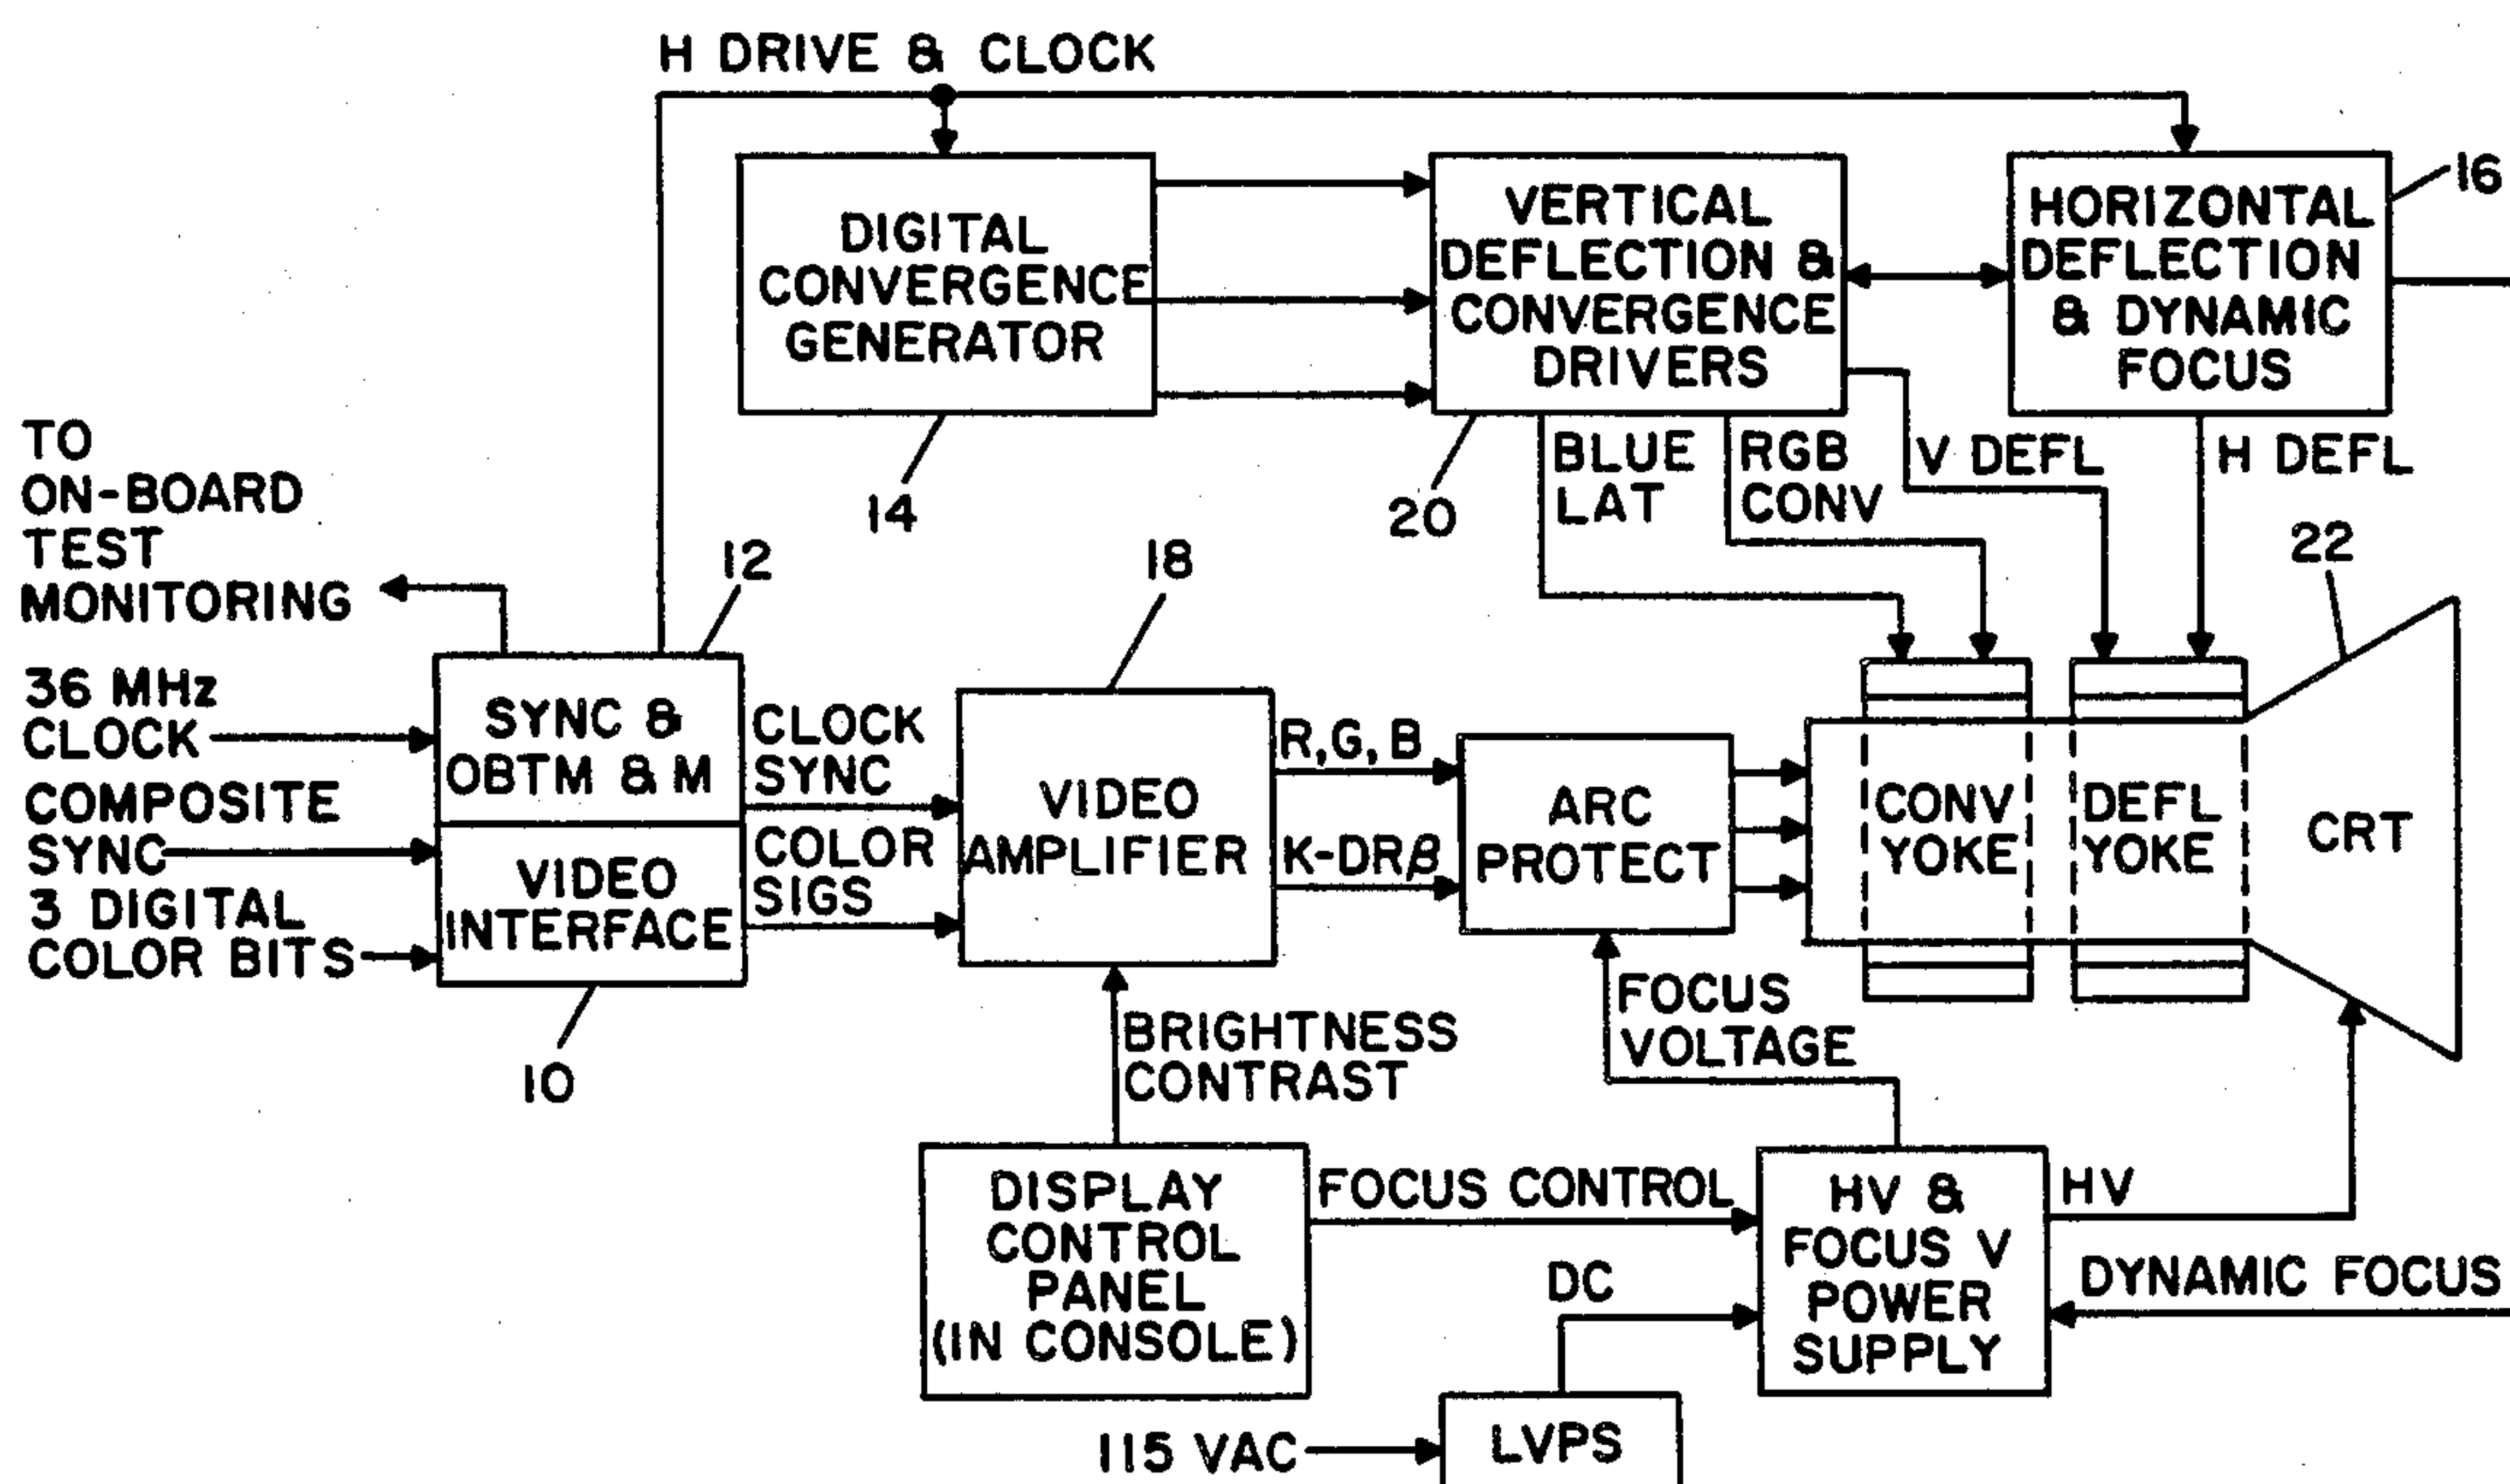 H DRIVE & CLOCK
DIGITAL
CONVERGENCE
GENERATOR
14
VERTICAL
DEFLECTION &
CONVERGENCE
DRIVERS
20
HORIZONTAL
DEFLECTION
& DYNAMIC
FOCUS
16
BLUE
LAT
RGB
CONV
V DEFL
H DEFL
22
TO
ON-BOARD
TEST
MONITORING
12
18
36 MHz
CLOCK
COMPOSITE
SYNC
3 DIGITAL
COLOR BITS
SYNC &
OBTM & M
VIDEO
INTERFACE
10
CLOCK
SYNC
COLOR
SIGS
VIDEO
AMPLIFIER
R,G,B
K-DRβ
ARC
PROTECT
CONV
YOKE
DEFL
YOKE
CRT
BRIGHTNESS
CONTRAST
FOCUS
VOLTAGE
DISPLAY
CONTROL
PANEL
(IN CONSOLE)
FOCUS CONTROL
DC
HV &
FOCUS V
POWER
SUPPLY
HV
DYNAMIC FOCUS
115 VAC
LVPS